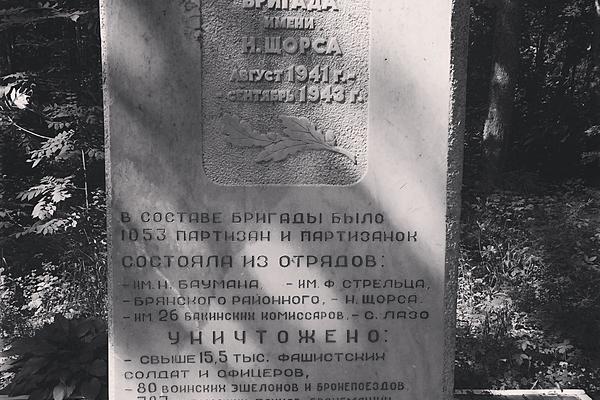 БРИГАДА
ИМЕНИ
Н. ЩОРСА
АВГУСТ 1941 Г.-
СЕНТЯБРЬ 1943 Г.
В СОСТАВЕ БРИГАДЫ БЫЛО
1053 ПАРТИЗАН И ПАРТИЗАНОК
СОСТОЯЛА ИЗ ОТРЯДОВ:
-ИМ. Н. БАУМАНА, -ИМ. Ф. СТРЕЛЬЦА,
-БРЯНСКОГО РАЙОННОГО, -Н. ЩОРСА.
-ИМ. 26 БАКИНСКИХ КОМИССАРОВ, -С. ЛАЗО
УНИЧТОЖЕНО:
-СВЫШЕ 15,5 ТЫС. ФАШИСТСКИХ
СОЛДАТ И ОФИЦЕРОВ,
-80 ВОИНСКИХ ЭШЕЛОНОВ И БРОНЕПОЕЗДОВ.